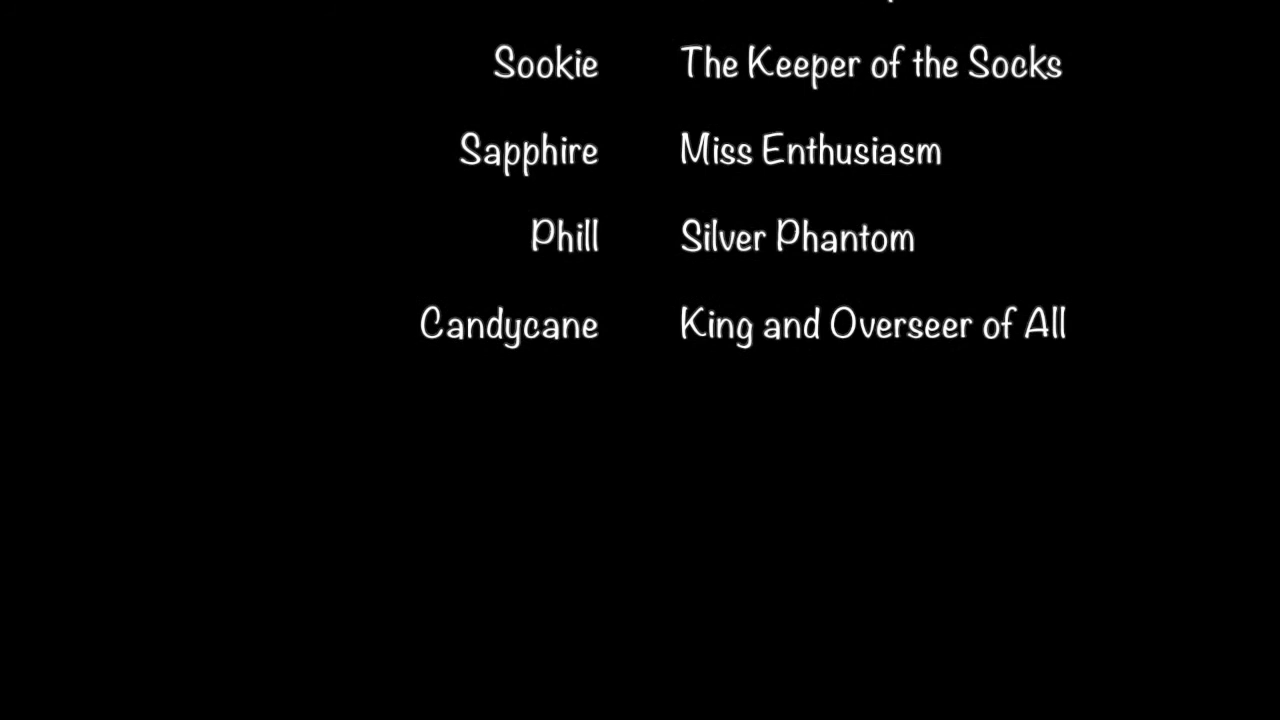 Sookie The Keeper of the Socks
Sapphire Miss Enthusiasm
Phill Silver Phantom
Candycane King and Overseer of All